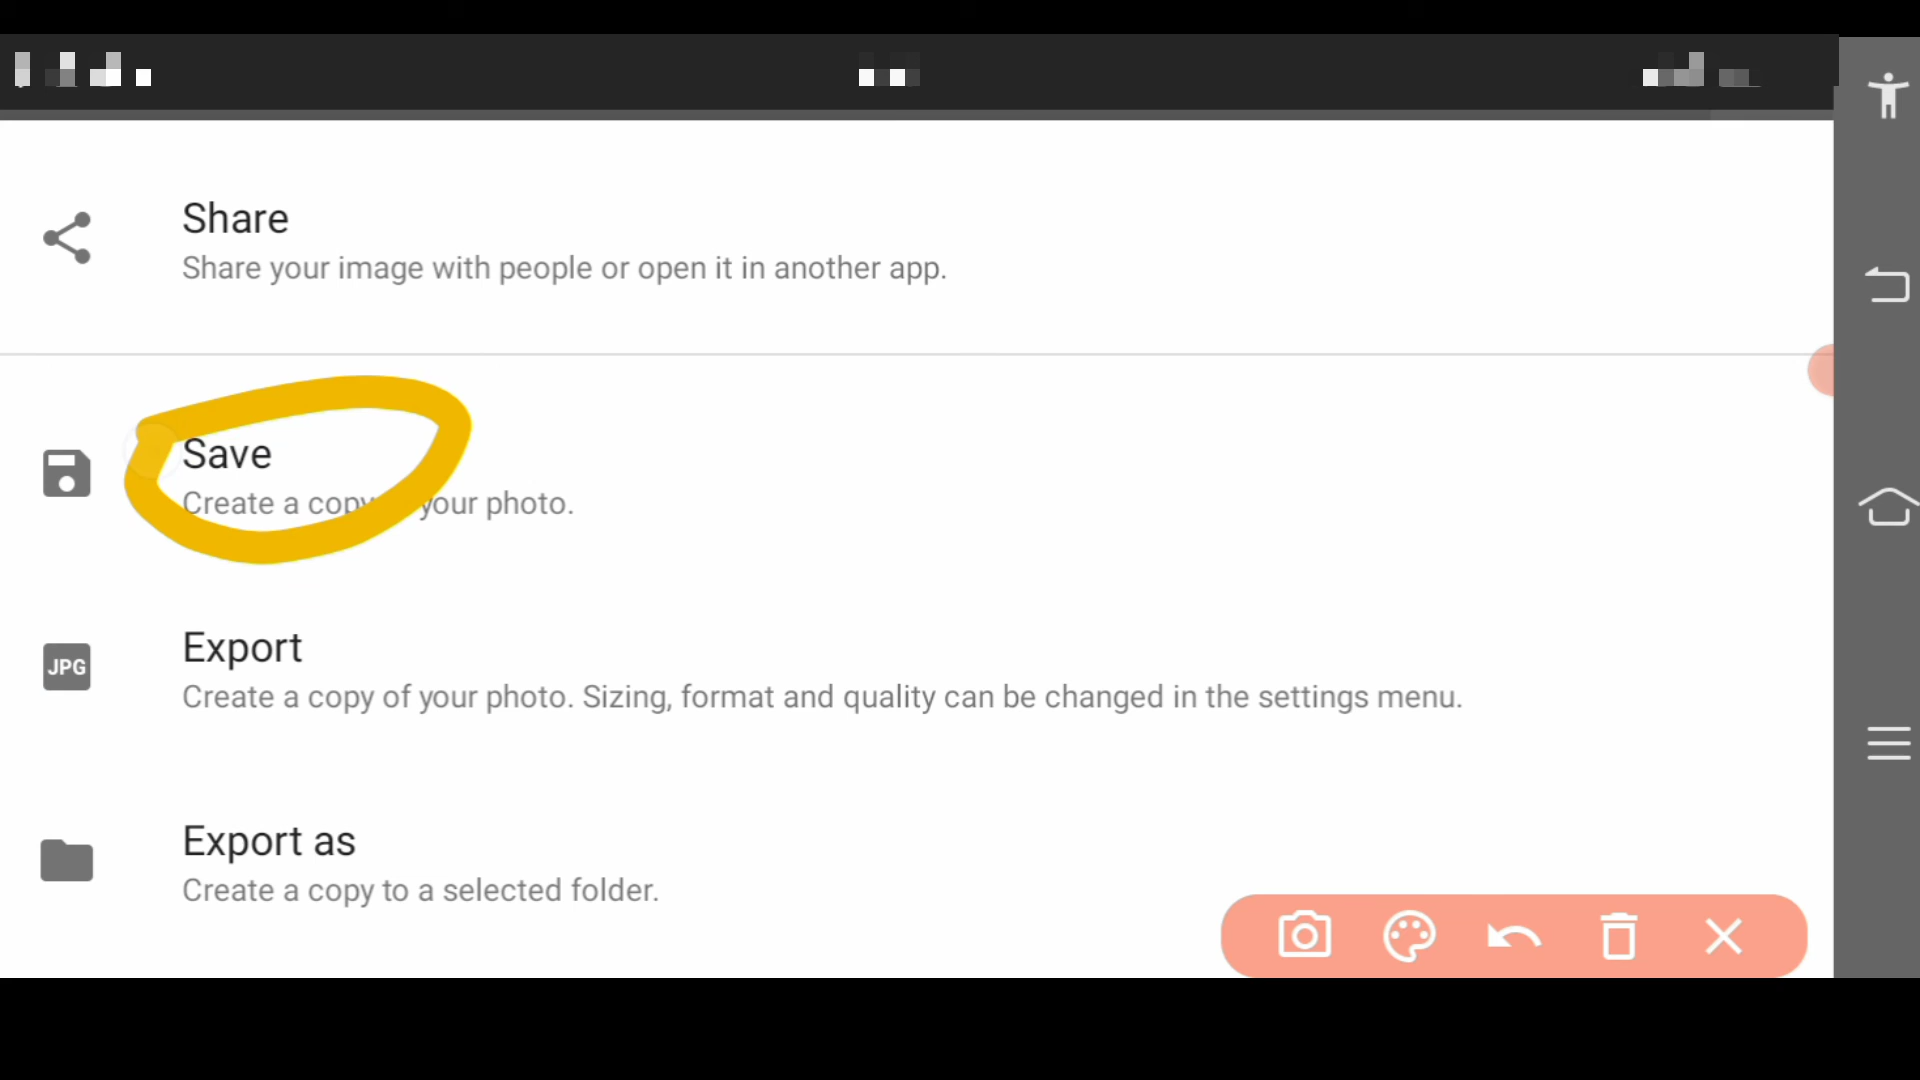 Share
Share your image with people or open it in another app.
Save
Create a copy your photo.
JPG
Export
Create a copy of your photo. Sizing, format and quality can be changed in the settings menu.
Export as
Create a copy to a selected folder.